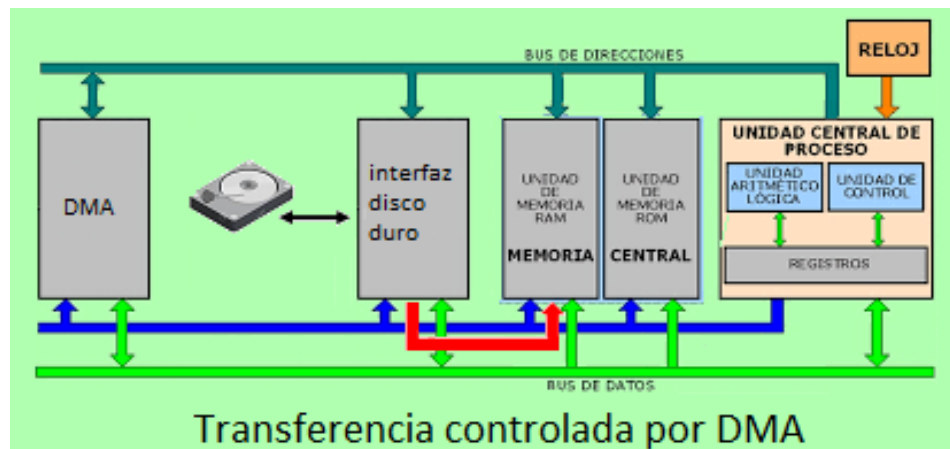 BUS DE DIRECCIONES
RELOJ
DMA
interfaz
disco
duro
UNIDAD
DE
MEMORIA
RAM
MEMORIA
UNIDAD
DE
MEMORIA
ROM
CENTRAL
UNIDAD CENTRAL DE
PROCESO
UNIDAD
ARITMÉTICO
LÓGICA
UNIDAD DE
CONTROL
REGISTROS
BUS DE DATOS
Transferencia controlada por DMA